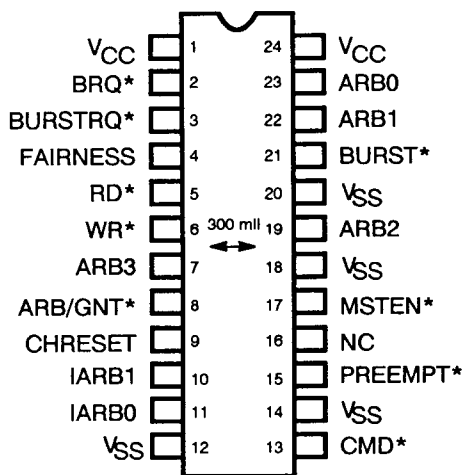 VCC 1 24 VCC
BRQ* 2 23 ARB0
BURSTRQ* 3 22 ARB1
FAIRNESS 4 21 BURST*
RD* 5 20 VSS
WR* 6 300 mil 19 ARB2
ARB3 7 18 VSS
ARB/GNT* 8 17 MSTEN*
CHRESET 9 16 NC
IARB1 10 15 PREEMPT*
IARB0 11 14 VSS
VSS 12 13 CMD*